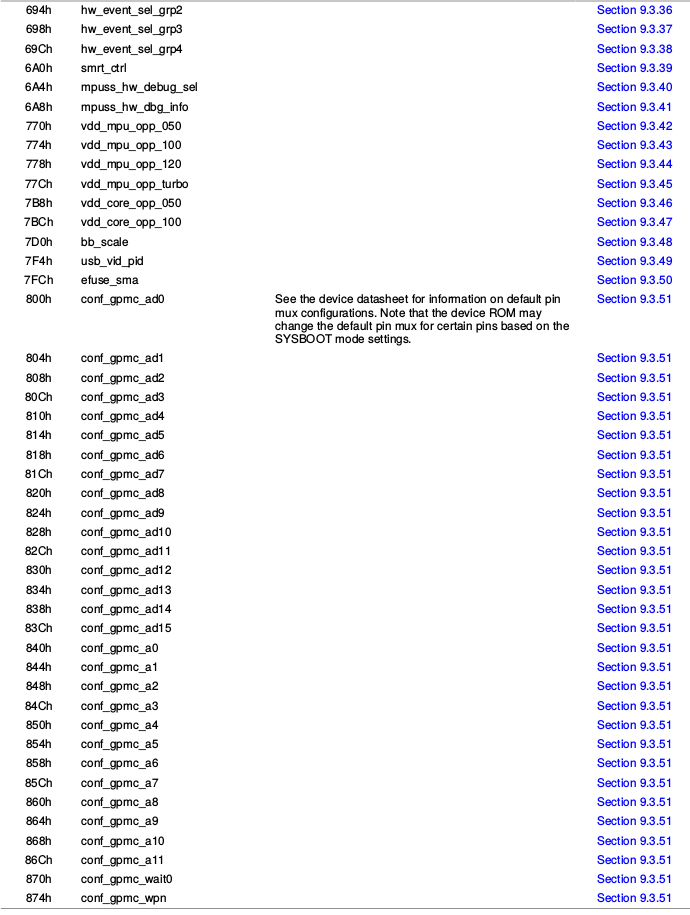 694h hw_event_sel_grp2 Section 9.3.36
698h hw_event_sel_grp3 Section 9.3.37
69Ch hw_event_sel_grp4 Section 9.3.38
6A0h smrt_ctrl Section 9.3.39
6A4h mpuss_hw_debug_sel Section 9.3.40
6A8h mpuss_hw_dbg_info Section 9.3.41
770h vdd_mpu_opp_050 Section 9.3.42
774h vdd_mpu_opp_100 Section 9.3.43
778h vdd_mpu_opp_120 Section 9.3.44
77Ch vdd_mpu_opp_turbo Section 9.3.45
7B8h vdd_core_opp_050 Section 9.3.46
7BCh vdd_core_opp_100 Section 9.3.47
7D0h bb_scale Section 9.3.48
7F4h usb_vid_pid Section 9.3.49
7FCh efuse_sma Section 9.3.50
800h conf_gpmc_ad0 See the device datasheet for information on default pin Section 9.3.51
mux configurations. Note that the device ROM may
change the default pin mux for certain pins based on the
SYSBOOT mode settings.
804h conf_gpmc_ad1 Section 9.3.51
808h conf_gpmc_ad2 Section 9.3.51
80Ch conf_gpmc_ad3 Section 9.3.51
810h conf_gpmc_ad4 Section 9.3.51
814h conf_gpmc_ad5 Section 9.3.51
818h conf_gpmc_ad6 Section 9.3.51
81Ch conf_gpmc_ad7 Section 9.3.51
820h conf_gpmc_ad8 Section 9.3.51
824h conf_gpmc_ad9 Section 9.3.51
828h conf_gpmc_ad10 Section 9.3.51
82Ch conf_gpmc_ad11 Section 9.3.51
830h conf_gpmc_ad12 Section 9.3.51
834h conf_gpmc_ad13 Section 9.3.51
838h conf_gpmc_ad14 Section 9.3.51
83Ch conf_gpmc_ad15 Section 9.3.51
840h conf_gpmc_a0 Section 9.3.51
844h conf_gpmc_a1 Section 9.3.51
848h conf_gpmc_a2 Section 9.3.51
84Ch conf_gpmc_a3 Section 9.3.51
850h conf_gpmc_a4 Section 9.3.51
854h conf_gpmc_a5 Section 9.3.51
858h conf_gpmc_a6 Section 9.3.51
85Ch conf_gpmc_a7 Section 9.3.51
860h conf_gpmc_a8 Section 9.3.51
864h conf_gpmc_a9 Section 9.3.51
868h conf_gpmc_a10 Section 9.3.51
86Ch conf_gpmc_a11 Section 9.3.51
870h conf_gpmc_wait0 Section 9.3.51
874h conf_gpmc_wpn Section 9.3.51